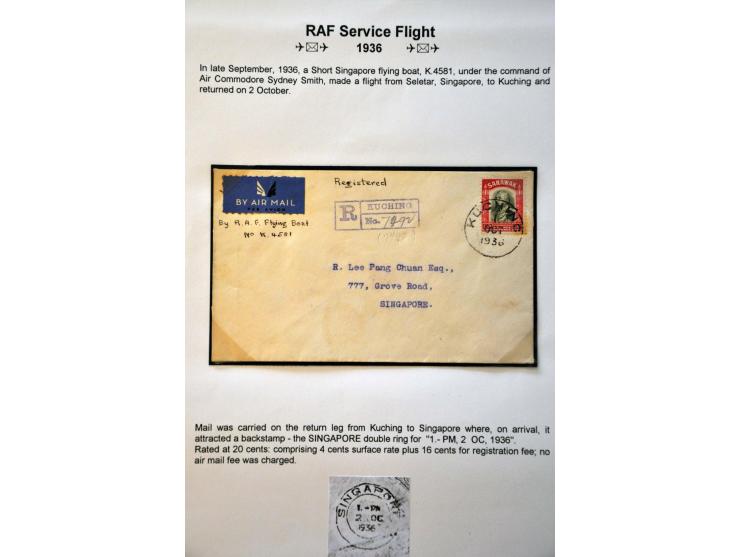 RAF Service Flight
1936
In late September, 1936, a Short Singapore flying boat, K.4581, under the command of
Air Commodore Sydney Smith, made a flight from Seletar, Singapore, to Kuching and
returned on 2 October.
Registered
BY AIR MAIL
PAR AVION
By R.A.F. Flying Boat
No K. 4581
R
KUCHING
No.
SARAWAK
KUCHING
OCT
1936
R. Lee Pang Chuan Esq.,
777, Grove Road,
SINGAPORE.
Mail was carried on the return leg from Kuching to Singapore where, on arrival, it
attracted a backstamp - the SINGAPORE double ring for "1.- PM, 2 OC, 1936".
Rated at 20 cents: comprising 4 cents surface rate plus 16 cents for registration fee; no
air mail fee was charged.
SINGAPORE
1.-PM
2 OC
1936